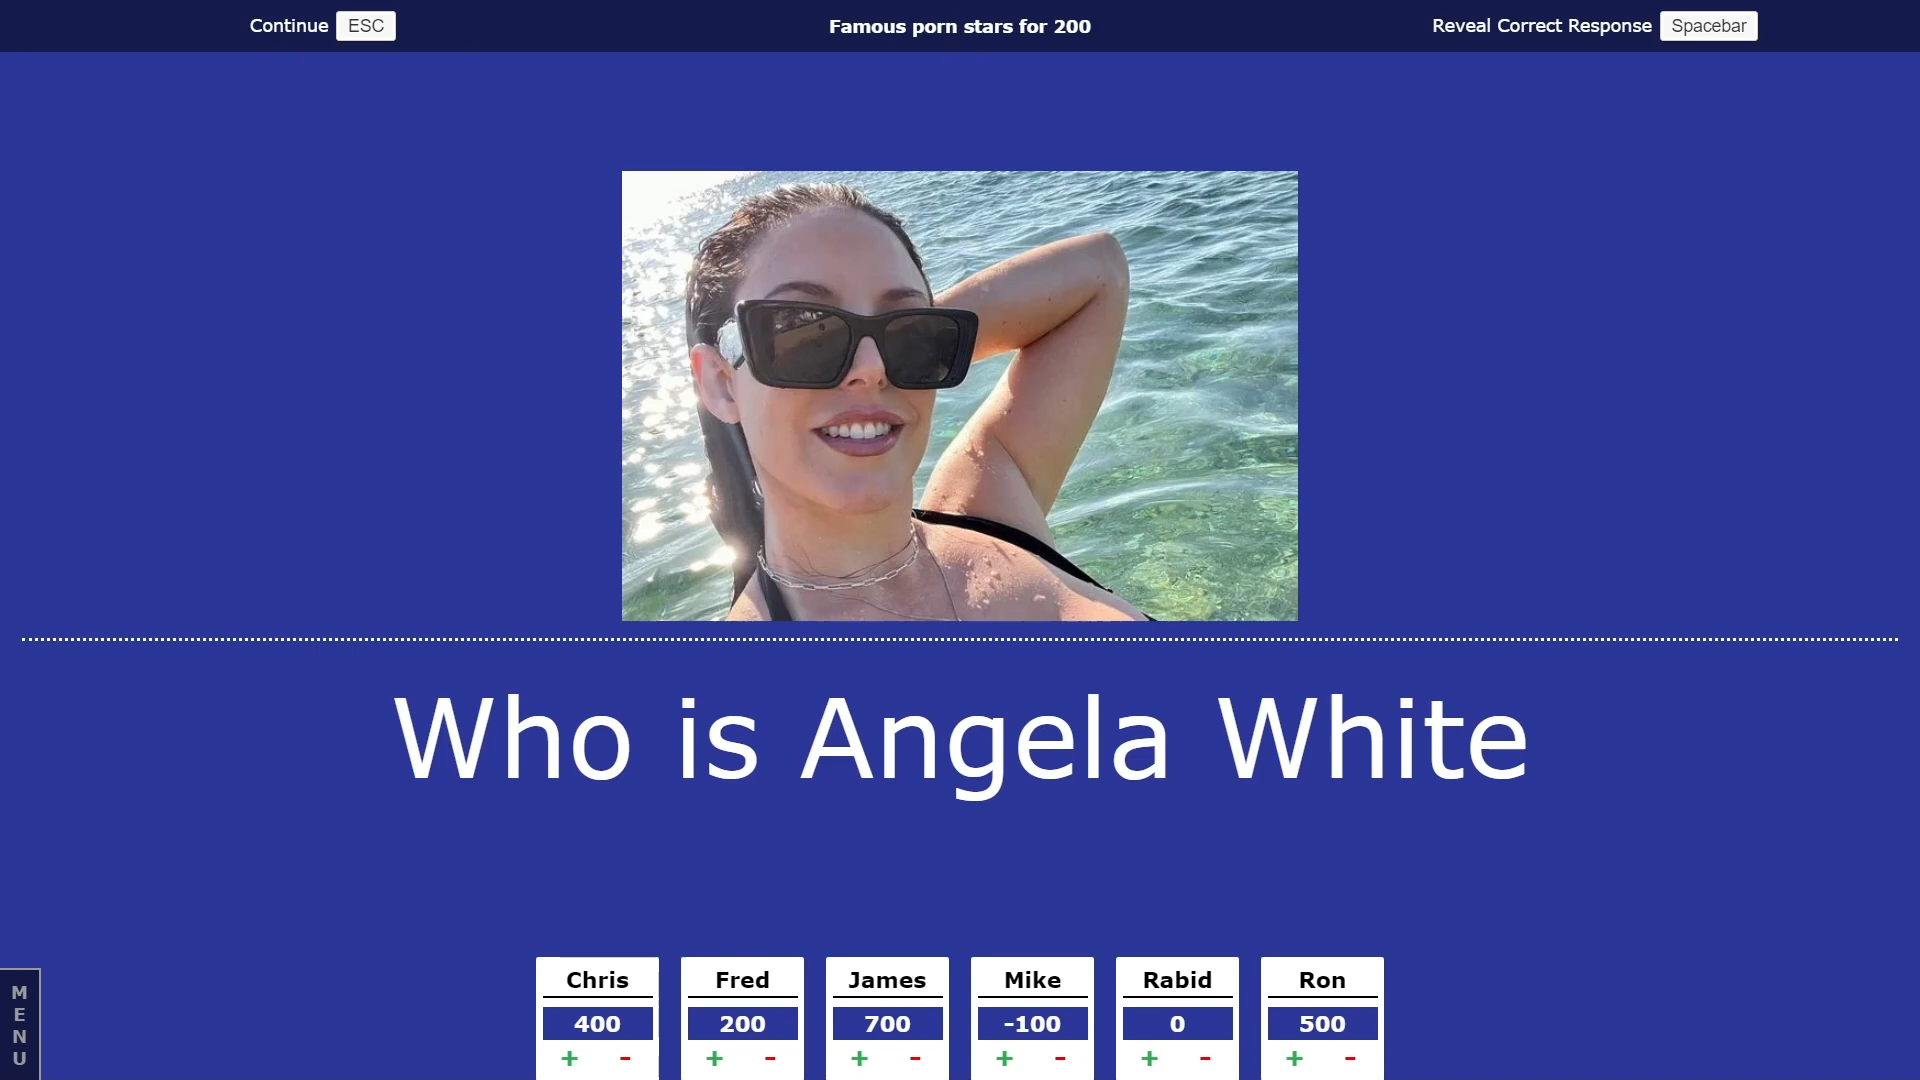 Continue ESC
Famous porn stars for 200
Reveal Correct Response Spacebar
Who is Angela White
MENU
Chris Fred James Mike Rabid Ron
400 200 700 -100 0 500
+ - + - + - + - + - + -